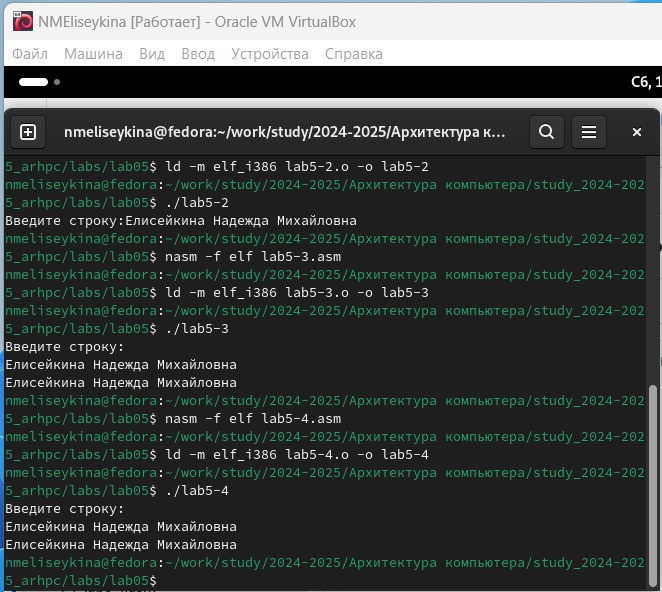 NMEliseykina [Работает] - Oracle VM VirtualBox
Файл Машина Вид Ввод Устройства Справка
Сб, 1
nmeliseykina@fedora:~/work/study/2024-2025/Архитектура к...
5_arhpc/labs/lab05$ ld -m elf_i386 lab5-2.o -o lab5-2
nmeliseykina@fedora:~/work/study/2024-2025/Архитектура компьютера/study_2024-202
5_arhpc/labs/lab05$ ./lab5-2
Введите строку:Елисейкина Надежда Михайловна
nmeliseykina@fedora:~/work/study/2024-2025/Архитектура компьютера/study_2024-202
5_arhpc/labs/lab05$ nasm -f elf lab5-3.asm
nmeliseykina@fedora:~/work/study/2024-2025/Архитектура компьютера/study_2024-202
5_arhpc/labs/lab05$ ld -m elf_i386 lab5-3.o -o lab5-3
nmeliseykina@fedora:~/work/study/2024-2025/Архитектура компьютера/study_2024-202
5_arhpc/labs/lab05$ ./lab5-3
Введите строку:
Елисейкина Надежда Михайловна
Елисейкина Надежда Михайловна
nmeliseykina@fedora:~/work/study/2024-2025/Архитектура компьютера/study_2024-202
5_arhpc/labs/lab05$ nasm -f elf lab5-4.asm
nmeliseykina@fedora:~/work/study/2024-2025/Архитектура компьютера/study_2024-202
5_arhpc/labs/lab05$ ld -m elf_i386 lab5-4.o -o lab5-4
nmeliseykina@fedora:~/work/study/2024-2025/Архитектура компьютера/study_2024-202
5_arhpc/labs/lab05$ ./lab5-4
Введите строку:
Елисейкина Надежда Михайловна
Елисейкина Надежда Михайловна
nmeliseykina@fedora:~/work/study/2024-2025/Архитектура компьютера/study_2024-202
5_arhpc/labs/lab05$